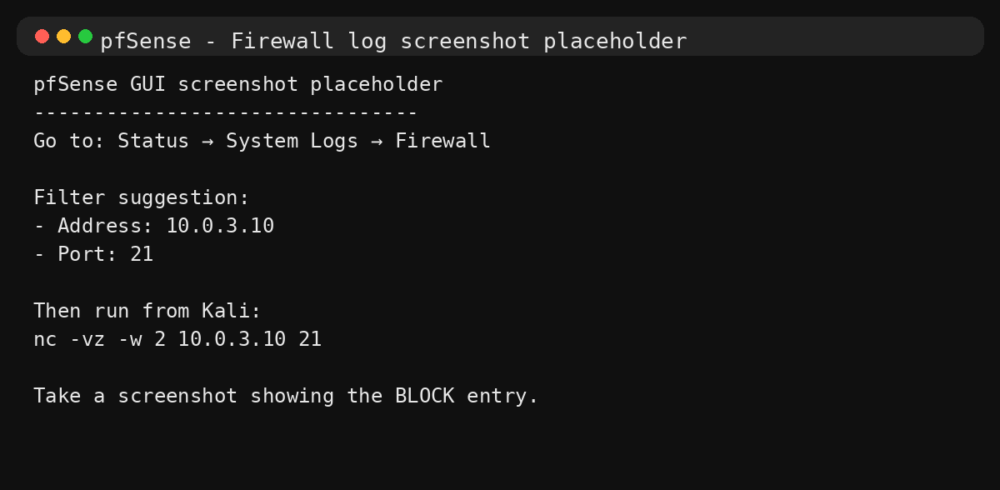 pfSense - Firewall log screenshot placeholder
pfSense GUI screenshot placeholder
--------------------------------
Go to: Status → System Logs → Firewall
Filter suggestion:
- Address: 10.0.3.10
- Port: 21
Then run from Kali:
nc -vz -w 2 10.0.3.10 21
Take a screenshot showing the BLOCK entry.